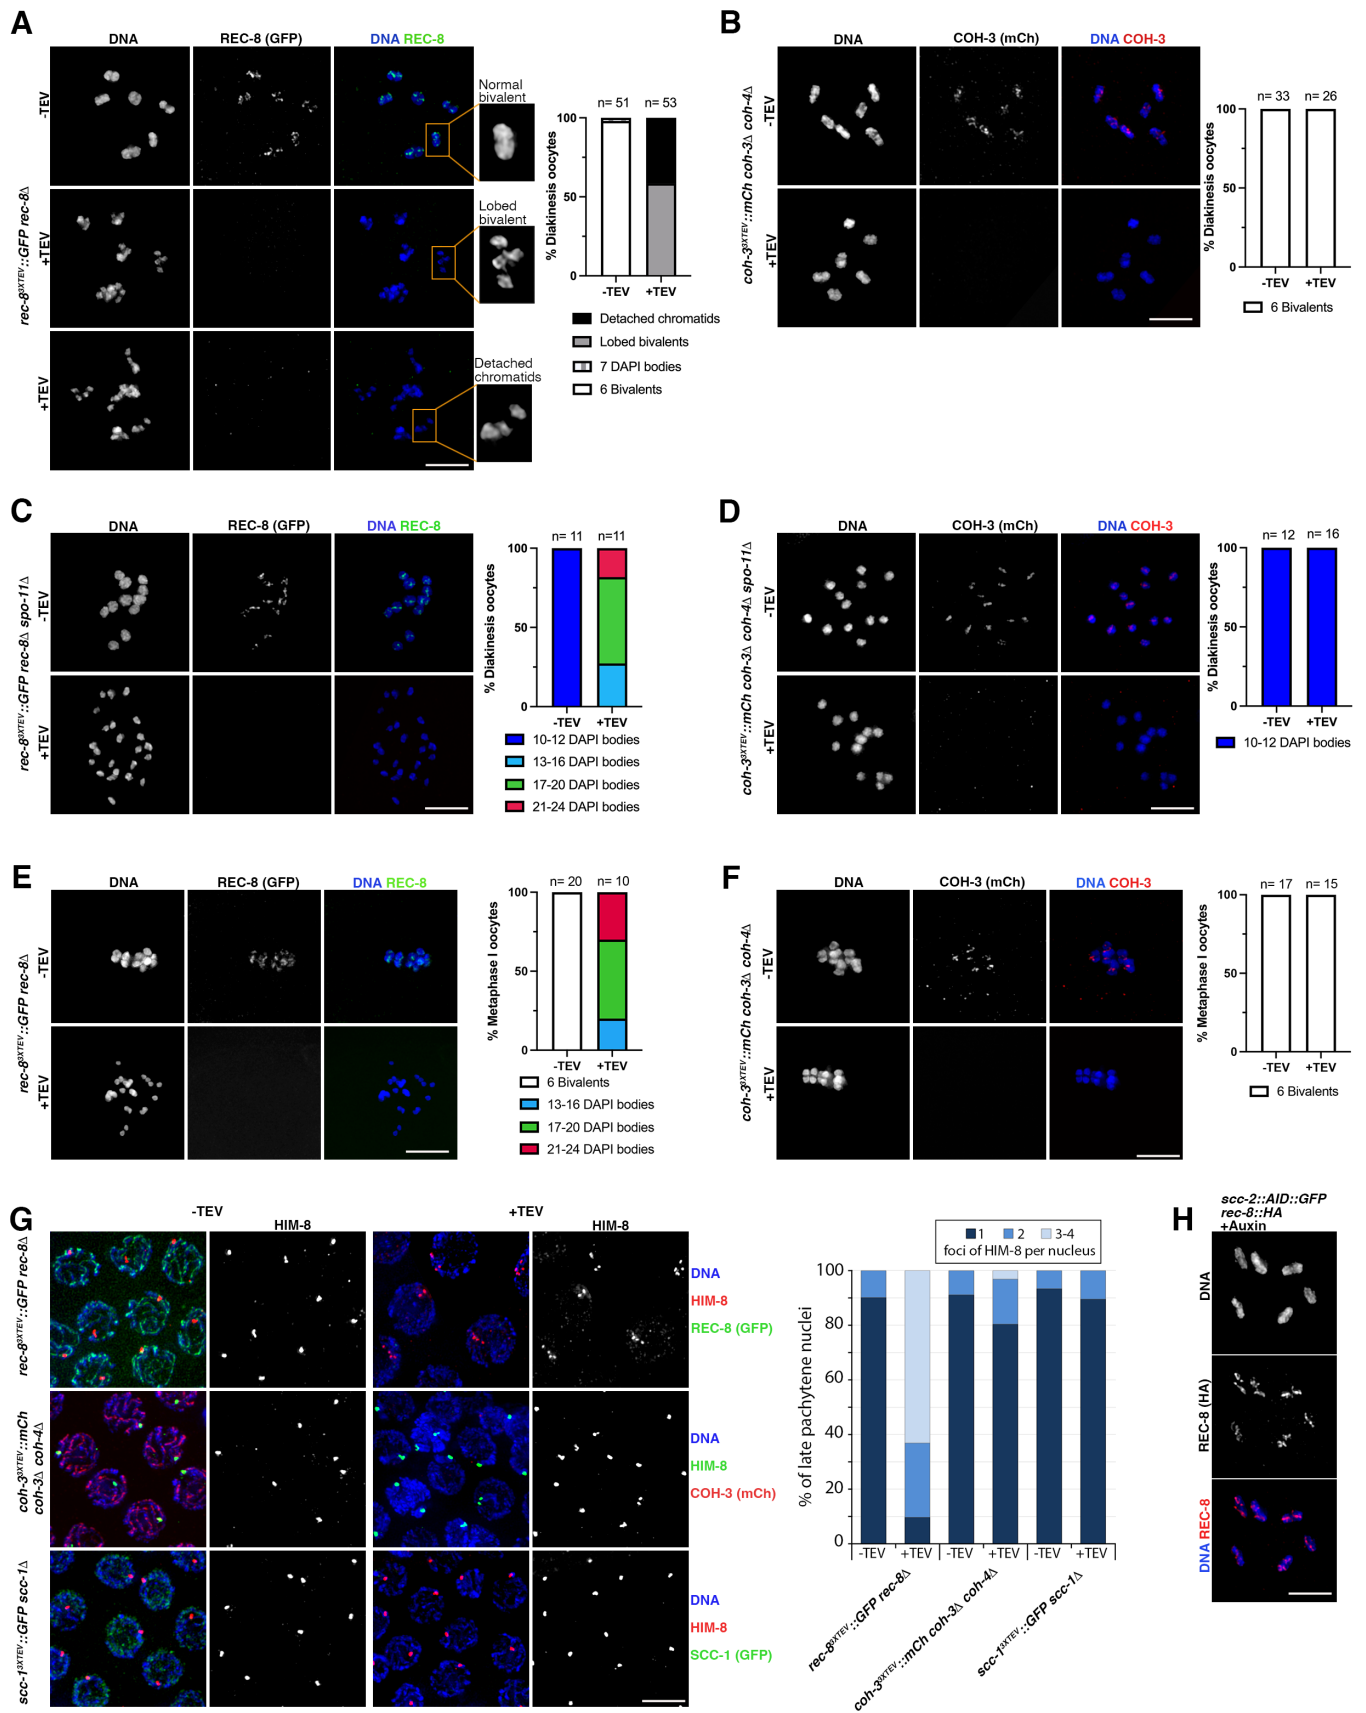 A
DNA
REC-8 (GFP)
DNA REC-8
-TEV
+TEV
+TEV
rec-8³ˣᵀᴱⱽ::GFP rec-8Δ
Normal
bivalent
Lobed
bivalent
Detached
chromatids
n= 51 n= 53
% Diakinesis oocytes
100
50
0
-TEV +TEV
Detached chromatids
Lobed bivalents
7 DAPI bodies
6 Bivalents
B
DNA
COH-3 (mCh)
DNA COH-3
-TEV
+TEV
coh-3³ˣᵀᴱⱽ::mCh coh-3Δ coh-4Δ
n= 33 n= 26
% Diakinesis oocytes
100
50
0
-TEV +TEV
6 Bivalents
C
DNA
REC-8 (GFP)
DNA REC-8
-TEV
+TEV
rec-8³ˣᵀᴱⱽ::GFP rec-8Δ spo-11Δ
n= 11 n=11
% Diakinesis oocytes
100
50
0
-TEV +TEV
10-12 DAPI bodies
13-16 DAPI bodies
17-20 DAPI bodies
21-24 DAPI bodies
D
DNA
COH-3 (mCh)
DNA COH-3
-TEV
+TEV
coh-3³ˣᵀᴱⱽ::mCh coh-3Δ coh-4Δ spo-11Δ
n= 12 n= 16
% Diakinesis oocytes
100
50
0
-TEV +TEV
10-12 DAPI bodies
E
DNA
REC-8 (GFP)
DNA REC-8
-TEV
+TEV
rec-8³ˣᵀᴱⱽ::GFP rec-8Δ
n= 20 n= 10
% Metaphase I oocytes
100
50
0
-TEV +TEV
6 Bivalents
13-16 DAPI bodies
17-20 DAPI bodies
21-24 DAPI bodies
F
DNA
COH-3 (mCh)
DNA COH-3
-TEV
+TEV
coh-3³ˣᵀᴱⱽ::mCh coh-3Δ coh-4Δ
n= 17 n= 15
% Metaphase I oocytes
100
50
0
-TEV +TEV
6 Bivalents
G
-TEV
+TEV
HIM-8
HIM-8
rec-8³ˣᵀᴱⱽ::GFP rec-8Δ
DNA
HIM-8
REC-8 (GFP)
coh-3³ˣᵀᴱⱽ::mCh
coh-3Δ coh-4Δ
DNA
HIM-8
COH-3 (mCh)
scc-1³ˣᵀᴱⱽ::GFP scc-1Δ
DNA
HIM-8
SCC-1 (GFP)
1 2 3-4
foci of HIM-8 per nucleus
% of late pachytene nuclei
100
80
60
40
20
0
-TEV +TEV -TEV +TEV -TEV +TEV
rec-8³ˣᵀᴱⱽ::GFP rec-8Δ
coh-3³ˣᵀᴱⱽ::mCh coh-3Δ coh-4Δ
scc-1³ˣᵀᴱⱽ::GFP scc-1Δ
H
scc-2::AID::GFP
rec-8::HA
+Auxin
DNA
REC-8 (HA)
DNA REC-8